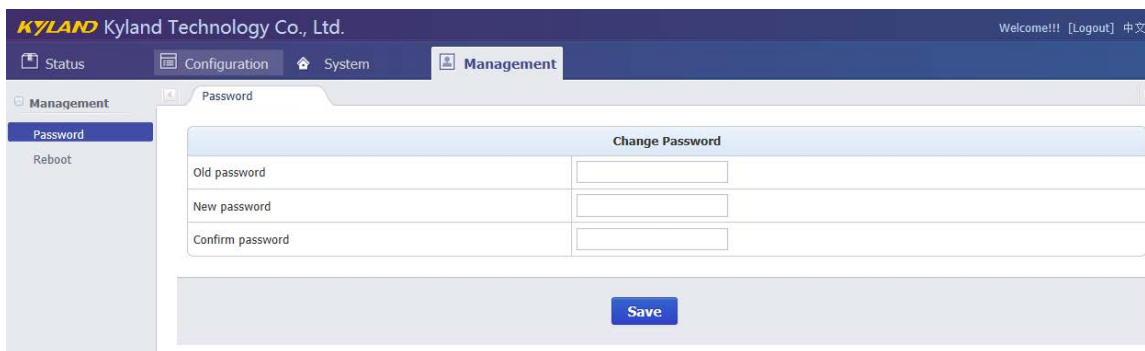 KYLAND Kyland Technology Co., Ltd.
Welcome!!! [Logout] 中文
Status Configuration System Management
Management
Password
Reboot
Password
Change Password
Old password
New password
Confirm password
Save